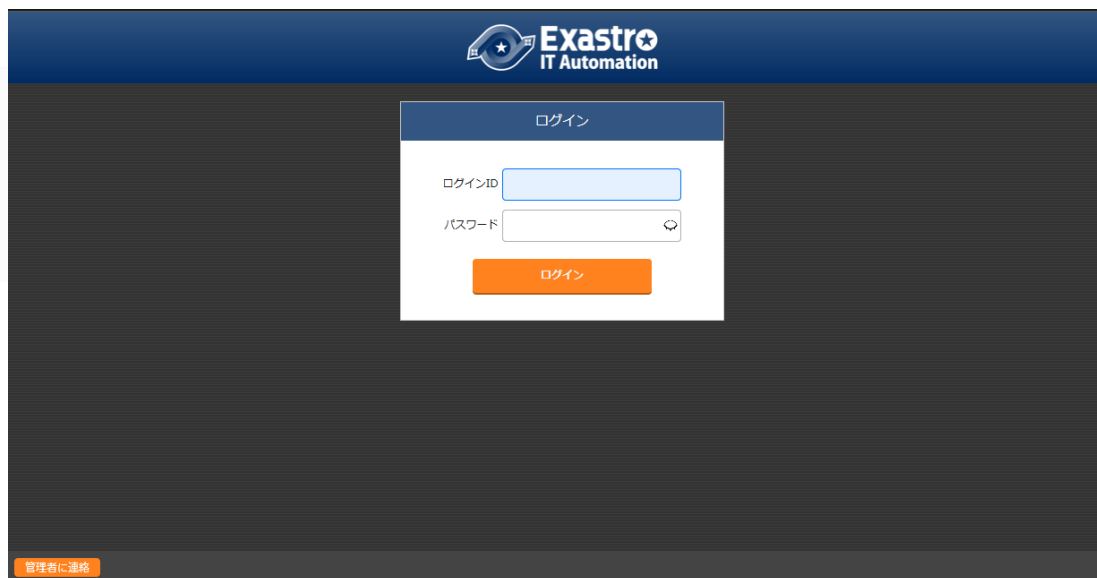 Exastro
IT Automation
ログイン
ログインID
パスワード
ログイン
管理者に連絡